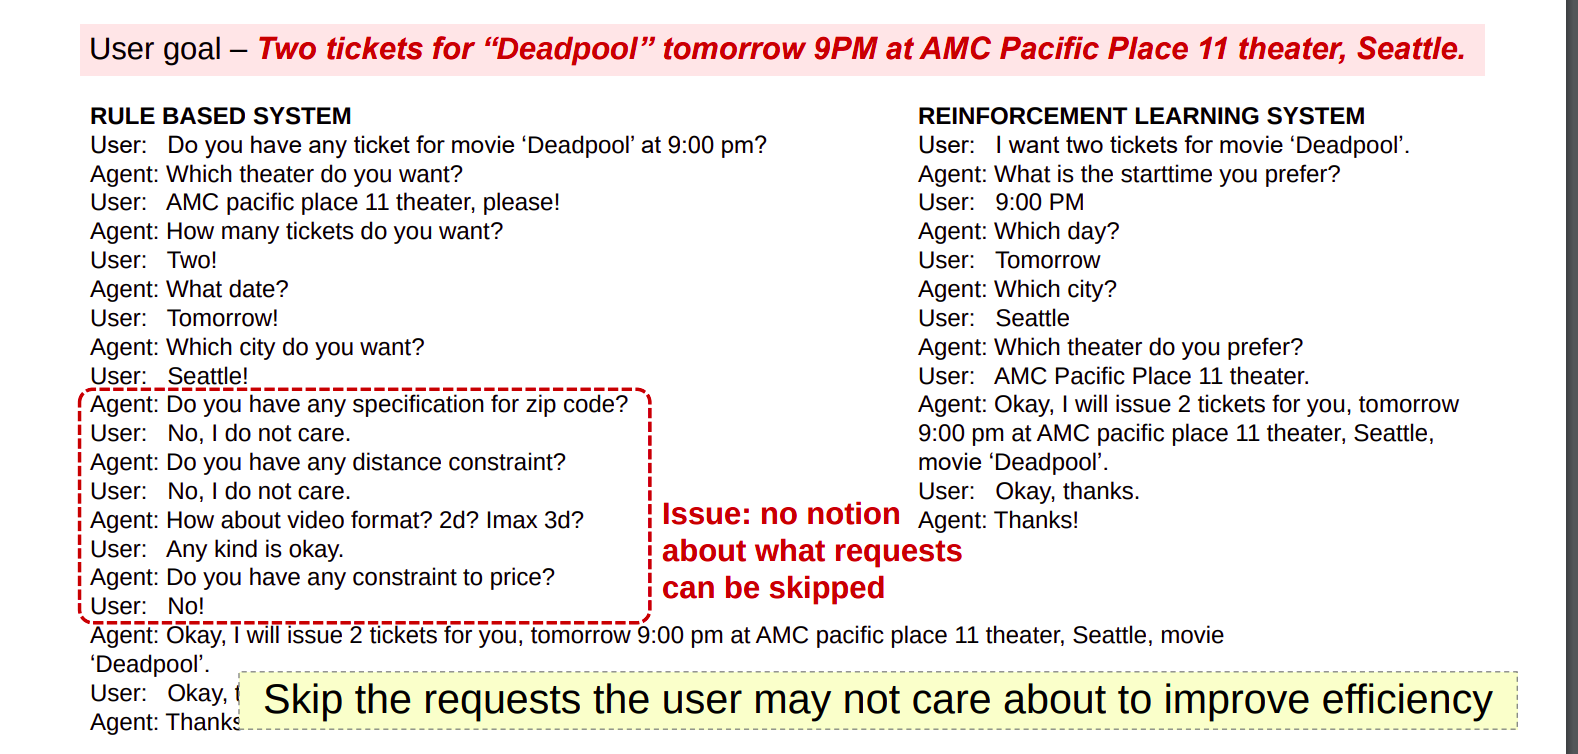 User goal – Two tickets for “Deadpool” tomorrow 9PM at AMC Pacific Place 11 theater, Seattle.
RULE BASED SYSTEM
User: Do you have any ticket for movie ‘Deadpool’ at 9:00 pm?
Agent: Which theater do you want?
User: AMC pacific place 11 theater, please!
Agent: How many tickets do you want?
User: Two!
Agent: What date?
User: Tomorrow!
Agent: Which city do you want?
User: Seattle!
Agent: Do you have any specification for zip code?
User: No, I do not care.
Agent: Do you have any distance constraint?
User: No, I do not care.
Agent: How about video format? 2d? Imax 3d?
User: Any kind is okay.
Agent: Do you have any constraint to price?
User: No!
Agent: Okay, I will issue 2 tickets for you, tomorrow 9:00 pm at AMC pacific place 11 theater, Seattle, movie
‘Deadpool’.
User: Okay,
Agent: Thanks
Issue: no notion
about what requests
can be skipped
REINFORCEMENT LEARNING SYSTEM
User: I want two tickets for movie ‘Deadpool’.
Agent: What is the starttime you prefer?
User: 9:00 PM
Agent: Which day?
User: Tomorrow
Agent: Which city?
User: Seattle
Agent: Which theater do you prefer?
User: AMC Pacific Place 11 theater.
Agent: Okay, I will issue 2 tickets for you, tomorrow
9:00 pm at AMC pacific place 11 theater, Seattle,
movie ‘Deadpool’.
User: Okay, thanks.
Agent: Thanks!
Skip the requests the user may not care about to improve efficiency